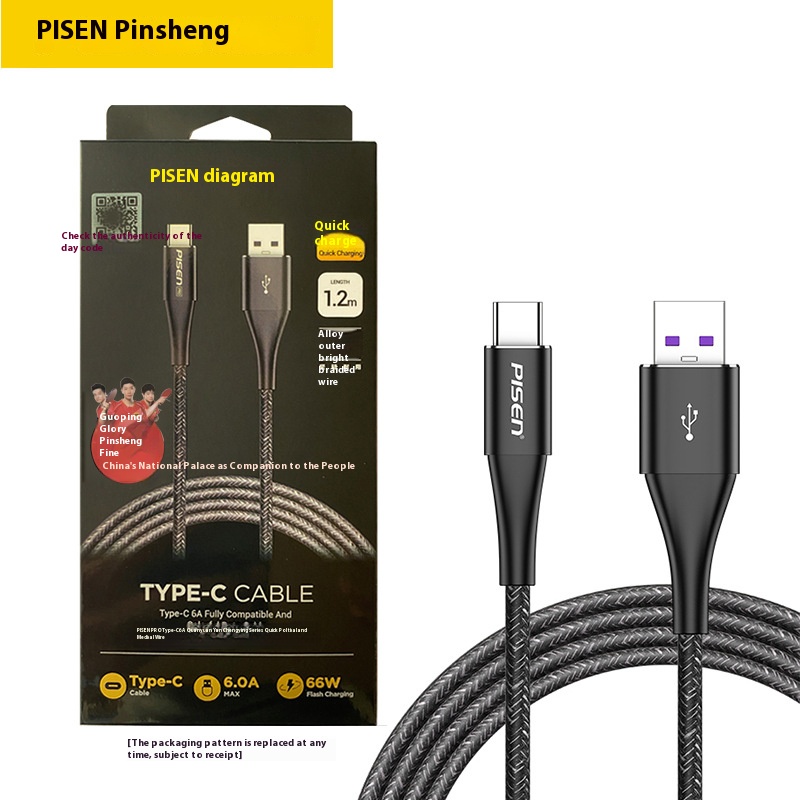 PISEN Pinsheng
PISEN diagram
Check the authenticity of the
day code
Quick
charge
Quick Charging
LENGTH
1.2m
Alloy
outer
bright
braided
wire
PISEN
Guoping
Glory
Pinsheng
Fine
China's National Palace as Companion to the People
PISEN
TYPE-C CABLE
Type-C 6A Fully Compatible And
Type-C
Cable
6.0A
MAX
66W
Flash Charging
[The packaging pattern is replaced at any
time, subject to receipt]